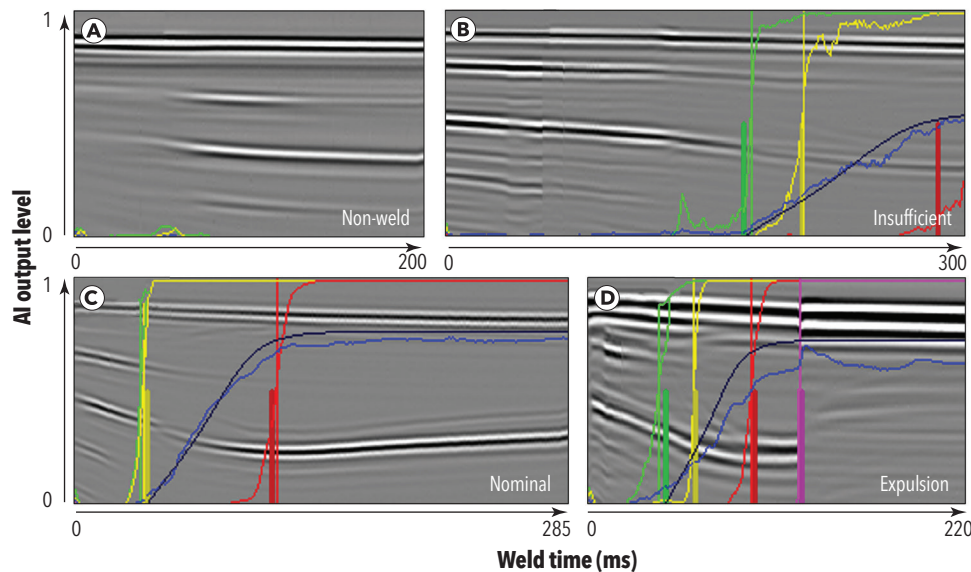 1
A
B
AI output level
Non-weld
Insufficient
0
0
200
0
300
1
C
D
Nominal
Expulsion
0
0
285
0
220
Weld time (ms)